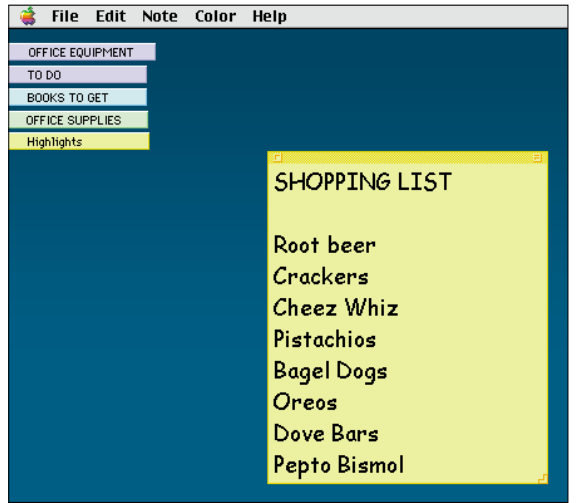 File Edit Note Color Help
OFFICE EQUIPMENT
TO DO
BOOKS TO GET
OFFICE SUPPLIES
Highlights
SHOPPING LIST
Root beer
Crackers
Cheez Whiz
Pistachios
Bagel Dogs
Oreos
Dove Bars
Pepto Bismol